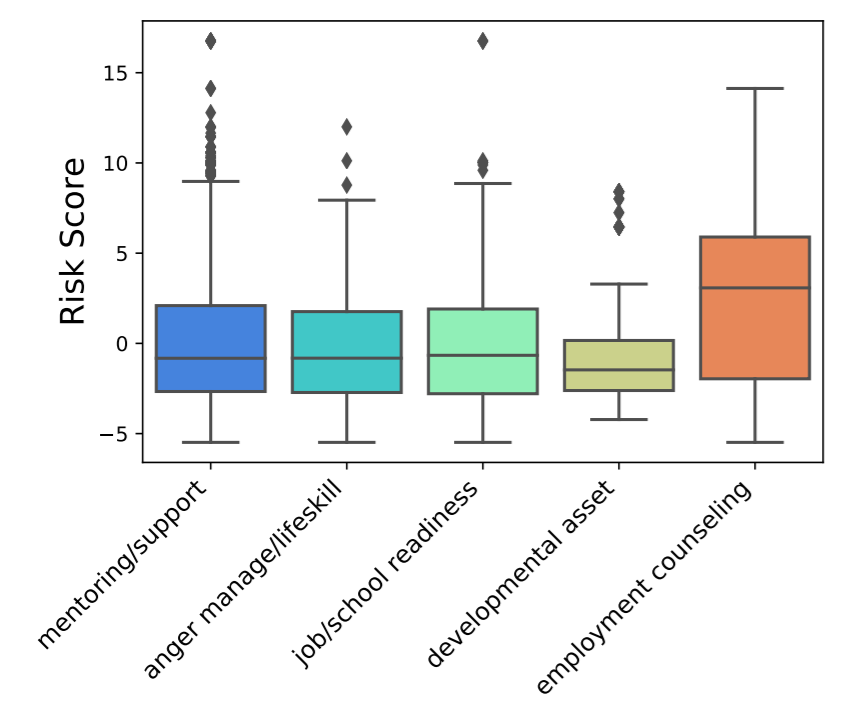 Risk Score
15
10
5
0
−5
mentoring/support
anger manage/lifeskill
job/school readiness
developmental asset
employment counseling